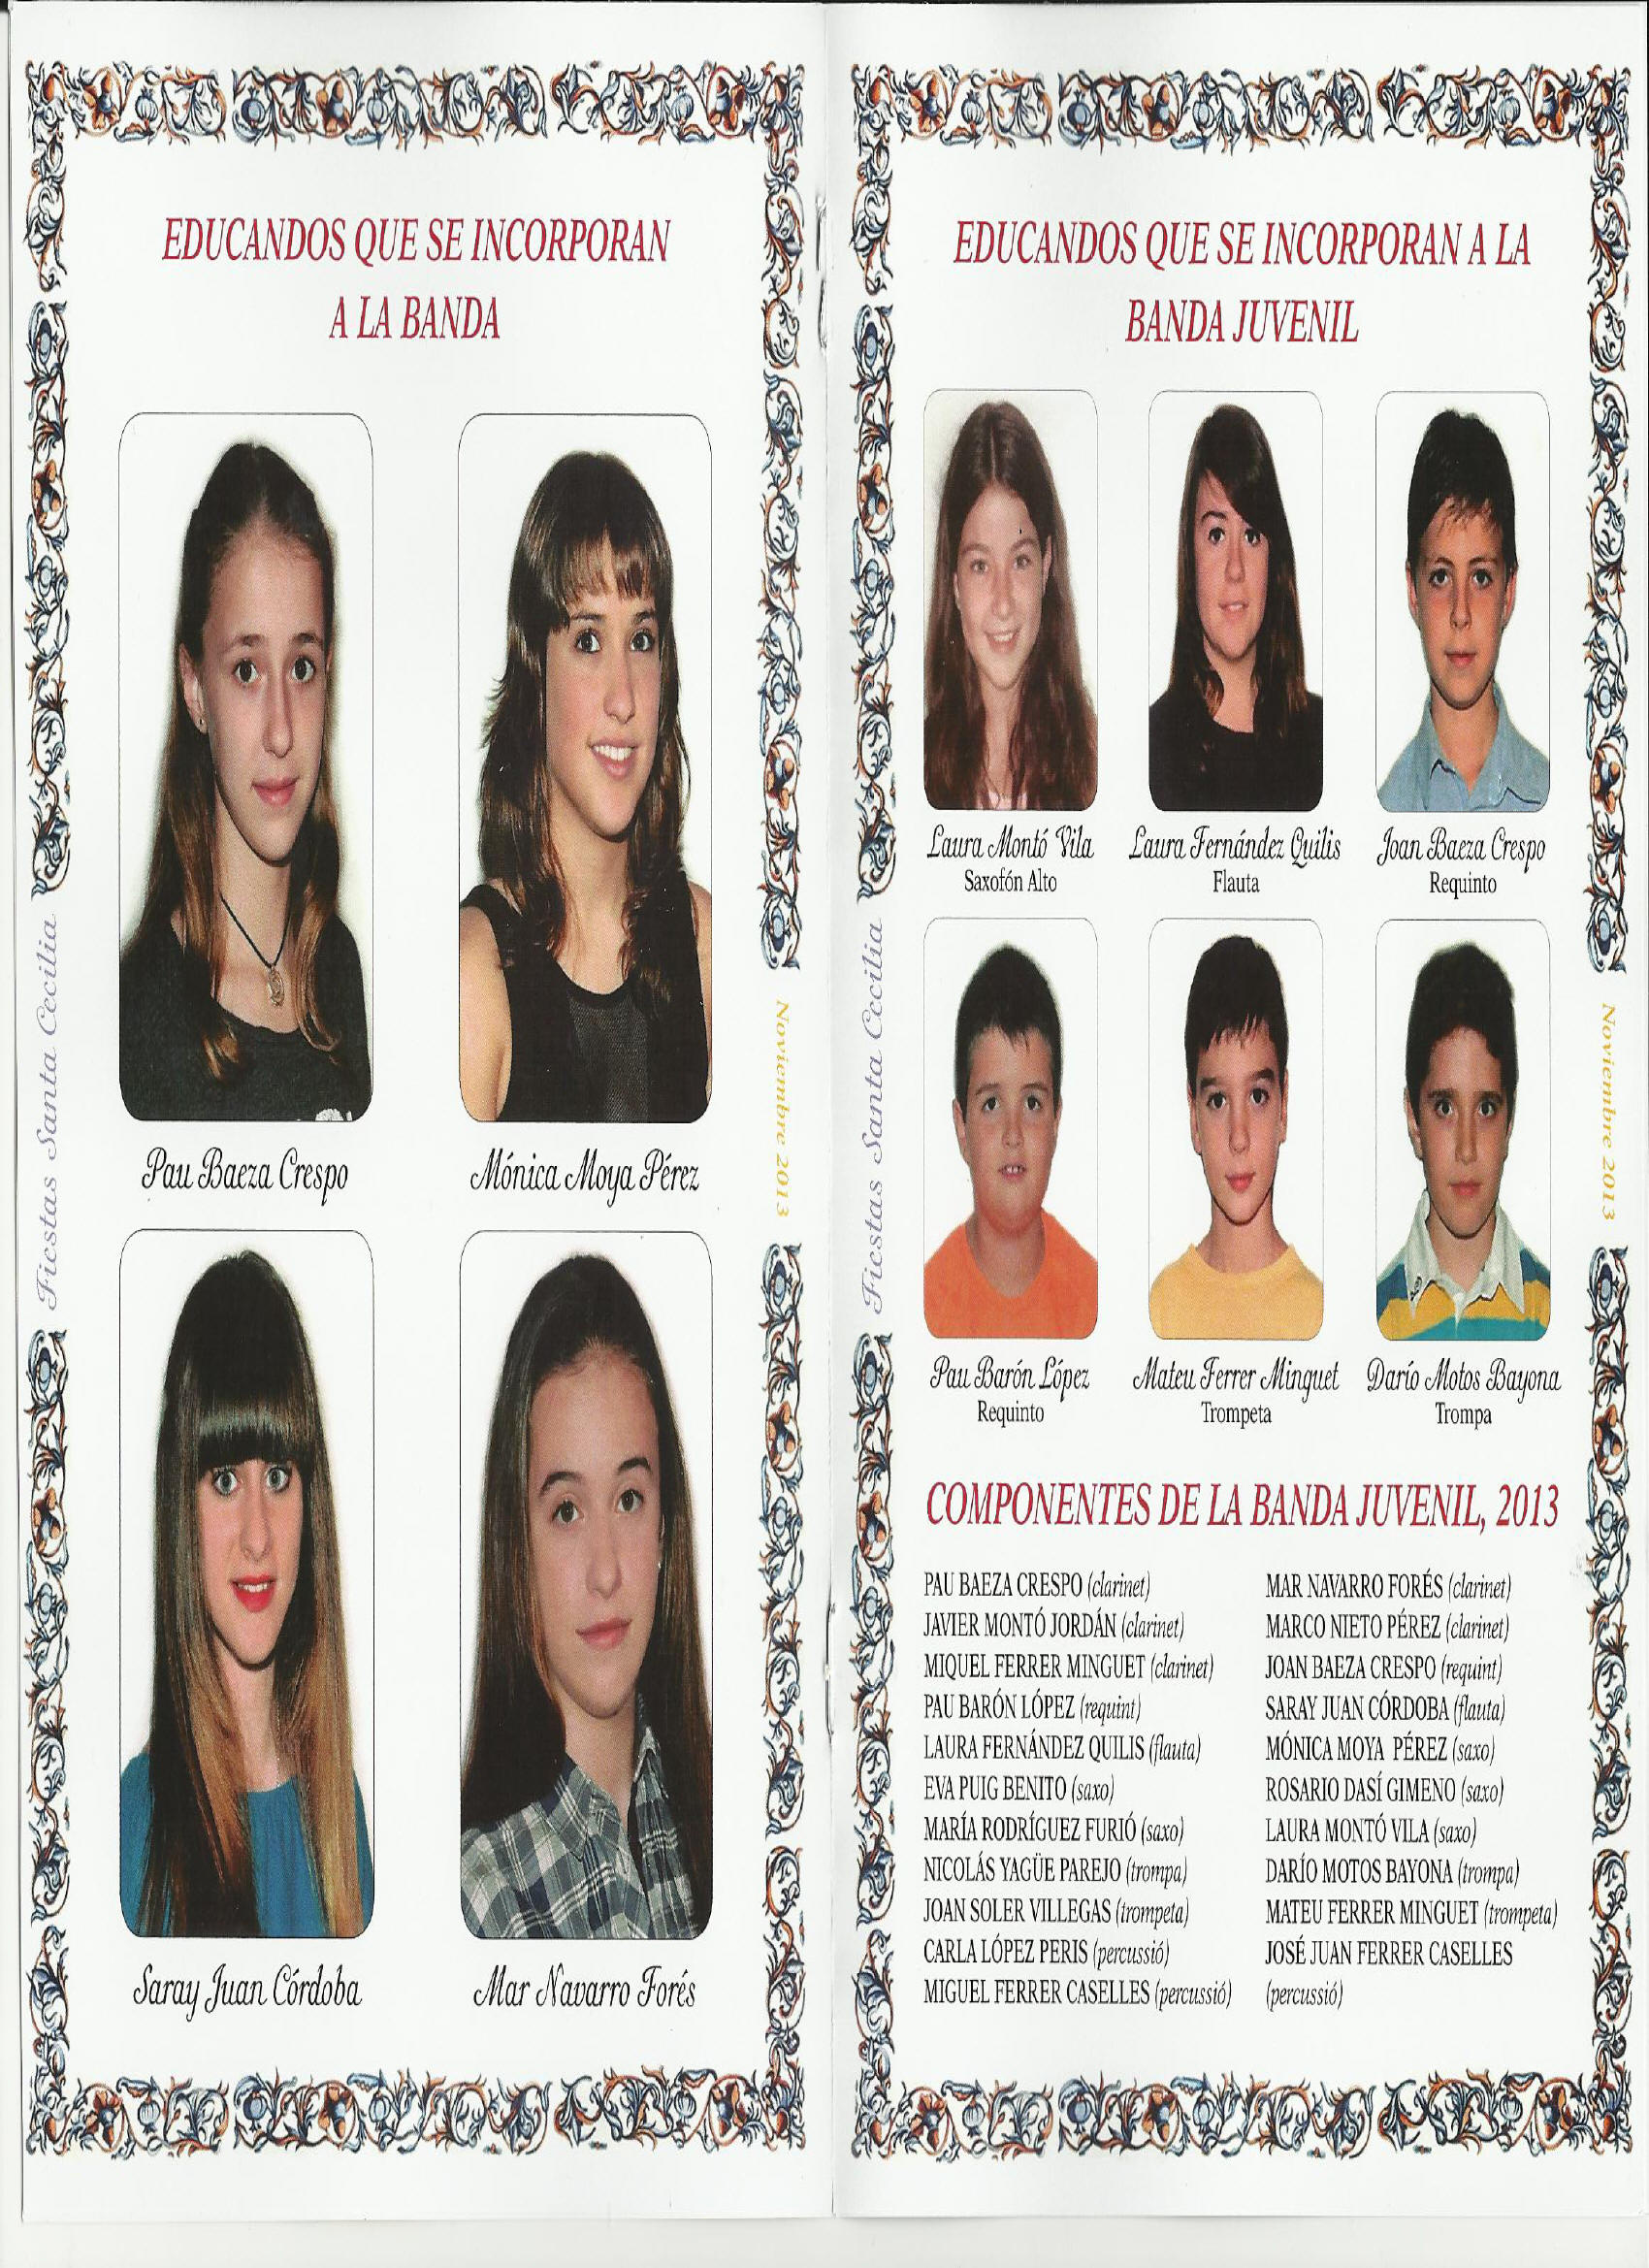 EDUCANDOS QUE SE INCORPORAN
A LA BANDA
Pau Baeza Crespo
Mónica Moya Pérez
Saray Juan Córdoba
Mar Navarro Forés
Fiestas Santa Cecilia
Noviembre 2013
EDUCANDOS QUE SE INCORPORAN A LA
BANDA JUVENIL
Laura Montó Vila
Saxofón Alto
Laura Fernández Quilis
Flauta
Joan Baeza Crespo
Requinto
Pau Barón López
Requinto
Mateu Ferrer Minguet
Trompeta
Darío Motos Bayona
Trompa
COMPONENTES DE LA BANDA JUVENIL, 2013
PAU BAEZA CRESPO (clarinet)
JAVIER MONTÓ JORDÁN (clarinet)
MIQUEL FERRER MINGUET (clarinet)
PAU BARÓN LÓPEZ (requint)
LAURA FERNÁNDEZ QUILIS (flauta)
EVA PUIG BENITO (saxo)
MARÍA RODRÍGUEZ FURIÓ (saxo)
NICOLÁS YAGÜE PAREJO (trompa)
JOAN SOLER VILLEGAS (trompeta)
CARLA LÓPEZ PERIS (percussió)
MIGUEL FERRER CASELLES (percussió)
MAR NAVARRO FORÉS (clarinet)
MARCO NIETO PÉREZ (clarinet)
JOAN BAEZA CRESPO (requint)
SARAY JUAN CÓRDOBA (flauta)
MÓNICA MOYA PÉREZ (saxo)
ROSARIO DASÍ GIMENO (saxo)
LAURA MONTÓ VILA (saxo)
DARÍO MOTOS BAYONA (trompa)
MATEU FERRER MINGUET (trompeta)
JOSÉ JUAN FERRER CASELLES
(percussió)
Fiestas Santa Cecilia
Noviembre 2013